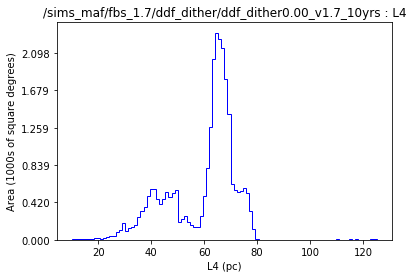 /sims_maf/fbs_1.7/ddf_dither/ddf_dither0.00_v1.7_10yrs : L4
Area (1000s of square degrees)
2.098
1.679
1.259
0.839
0.420
0.000
20 40 60 80 100 120
L4 (pc)